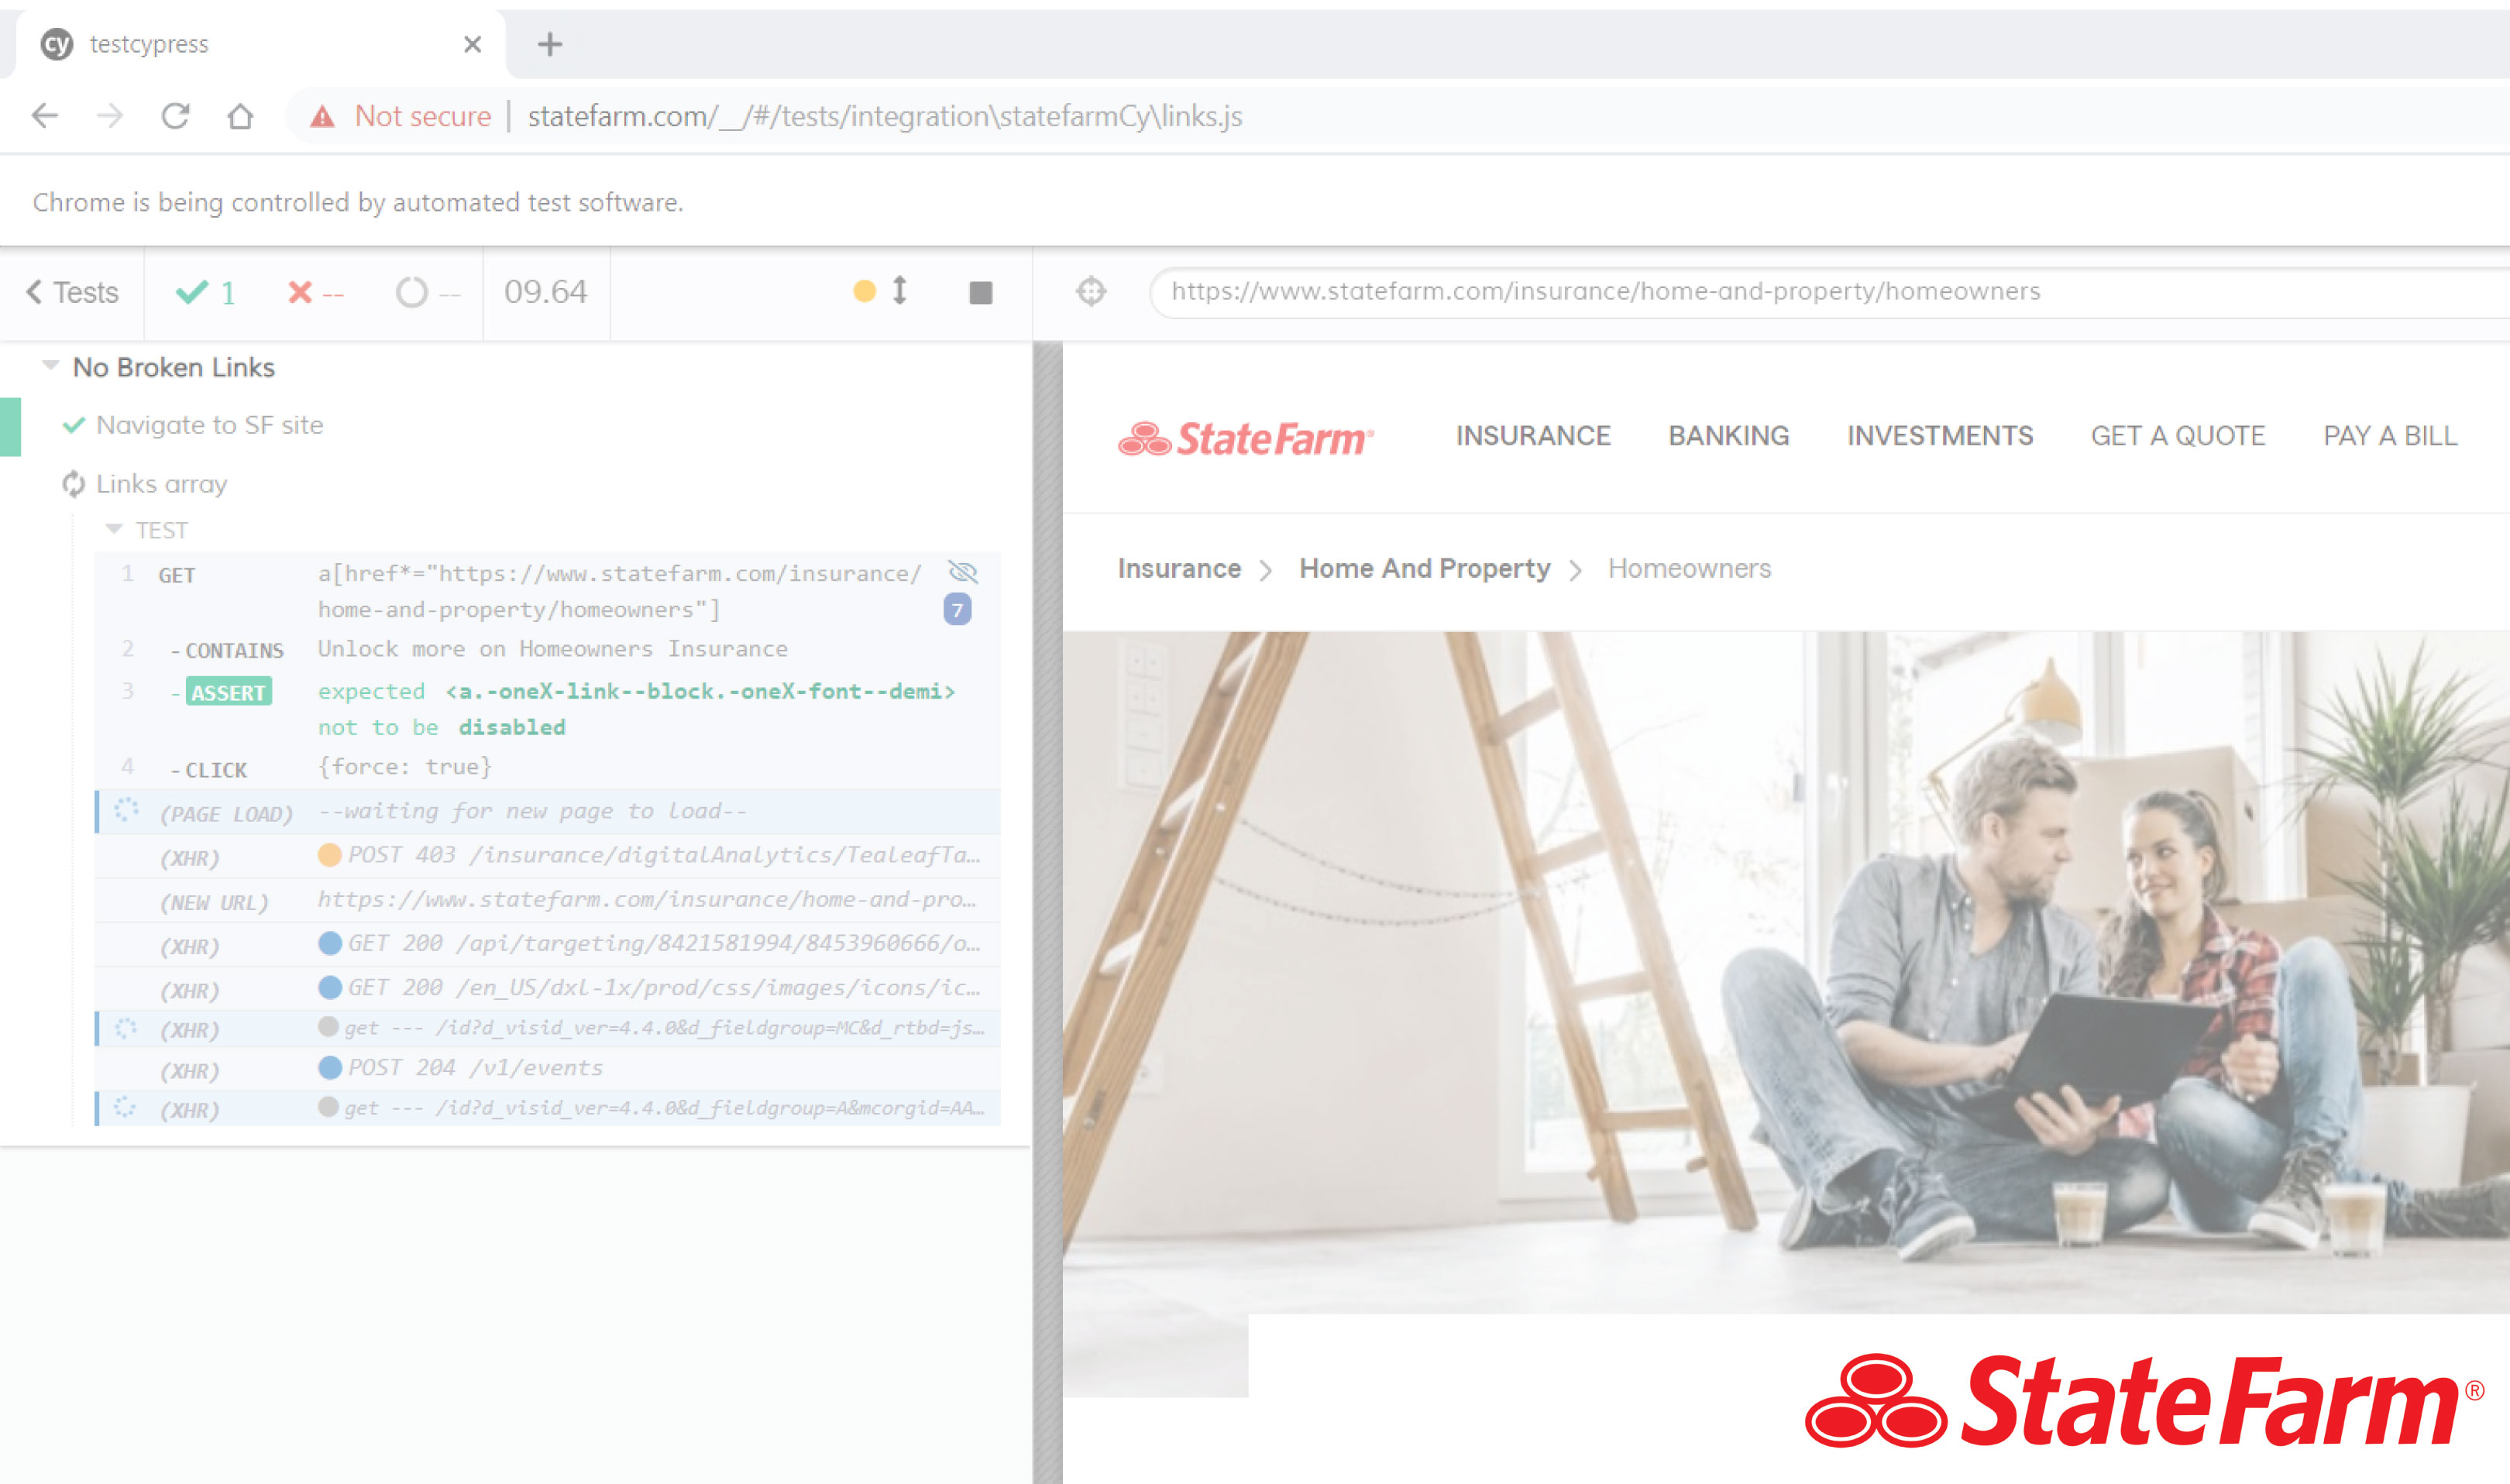 cy testcypress
Not secure | statefarm.com/__/#/tests/integration\statefarmCy\links.js
Chrome is being controlled by automated test software.
Tests 1 -- -- 09.64
https://www.statefarm.com/insurance/home-and-property/homeowners
No Broken Links
Navigate to SF site
Links array
TEST
1 GET a[href*="https://www.statefarm.com/insurance/
home-and-property/homeowners"] 7
2 -CONTAINS Unlock more on Homeowners Insurance
3 -ASSERT expected <a.-oneX-link--block.-oneX-font--demi>
not to be disabled
4 -CLICK {force: true}
(PAGE LOAD) --waiting for new page to load--
(XHR) POST 403 /insurance/digitalAnalytics/TealeafTa…
(NEW URL) https://www.statefarm.com/insurance/home-and-pro…
(XHR) GET 200 /api/targeting/8421581994/8453960666/o…
(XHR) GET 200 /en_US/dxl-1x/prod/css/images/icons/ic…
(XHR) get --- /id?d_visid_ver=4.4.0&d_fieldgroup=MC&d_rtbd=js…
(XHR) POST 204 /v1/events
(XHR) get --- /id?d_visid_ver=4.4.0&d_fieldgroup=A&mcorgid=AA…
StateFarm® INSURANCE BANKING INVESTMENTS GET A QUOTE PAY A BILL
Insurance > Home And Property > Homeowners
StateFarm®